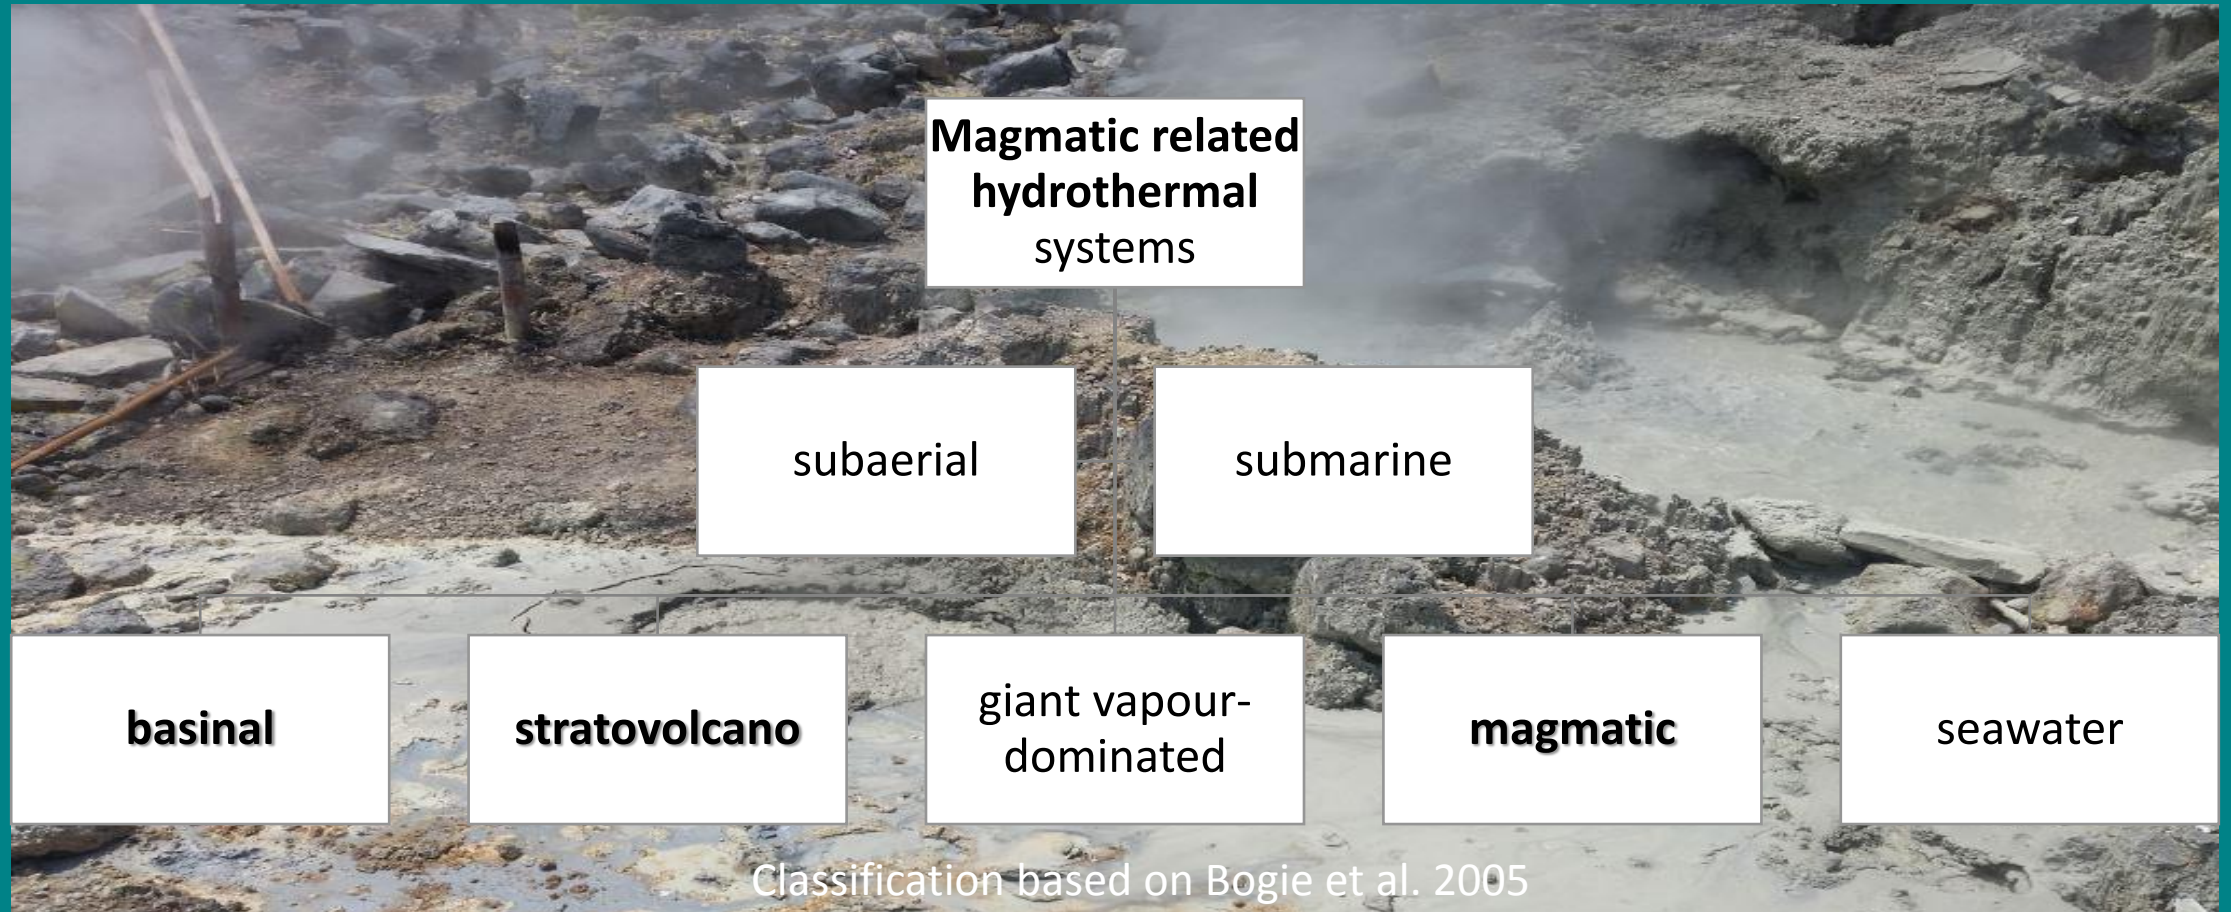 Magmatic related
hydrothermal
systems
subaerial
submarine
basinal
stratovolcano
giant vapour-
dominated
magmatic
seawater
Classification based on Bogie et al. 2005